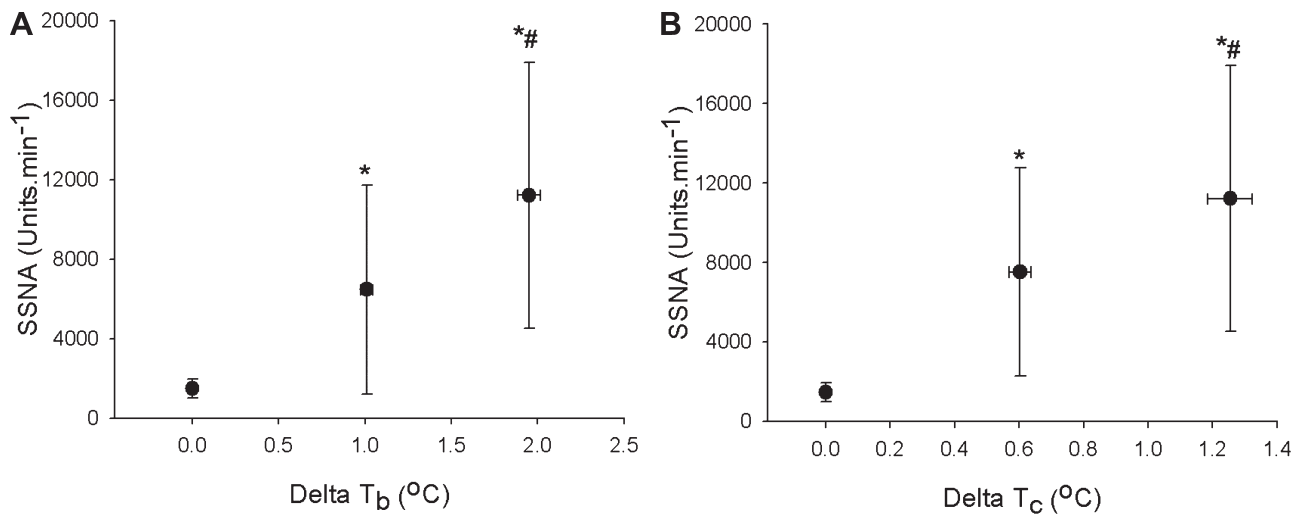 A
SSNA (Units.min-1)
20000
16000
12000
8000
4000
0
*
*#
0.0 0.5 1.0 1.5 2.0 2.5
Delta Tb (oC)
B
SSNA (Units.min-1)
20000
16000
12000
8000
4000
0
*
*#
0.0 0.2 0.4 0.6 0.8 1.0 1.2 1.4
Delta Tc (oC)